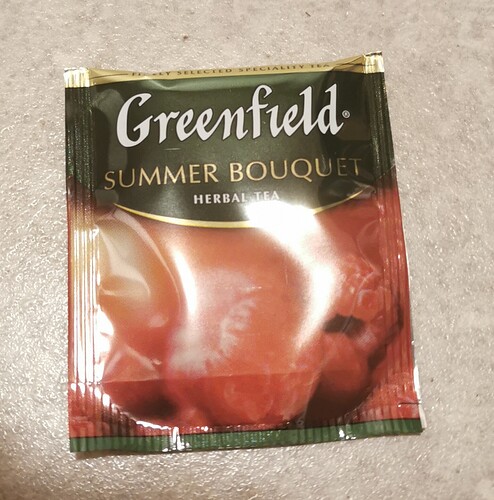 FINELY SELECTED SPECIALITY TEA
Greenfield®
SUMMER BOUQUET
HERBAL TEA